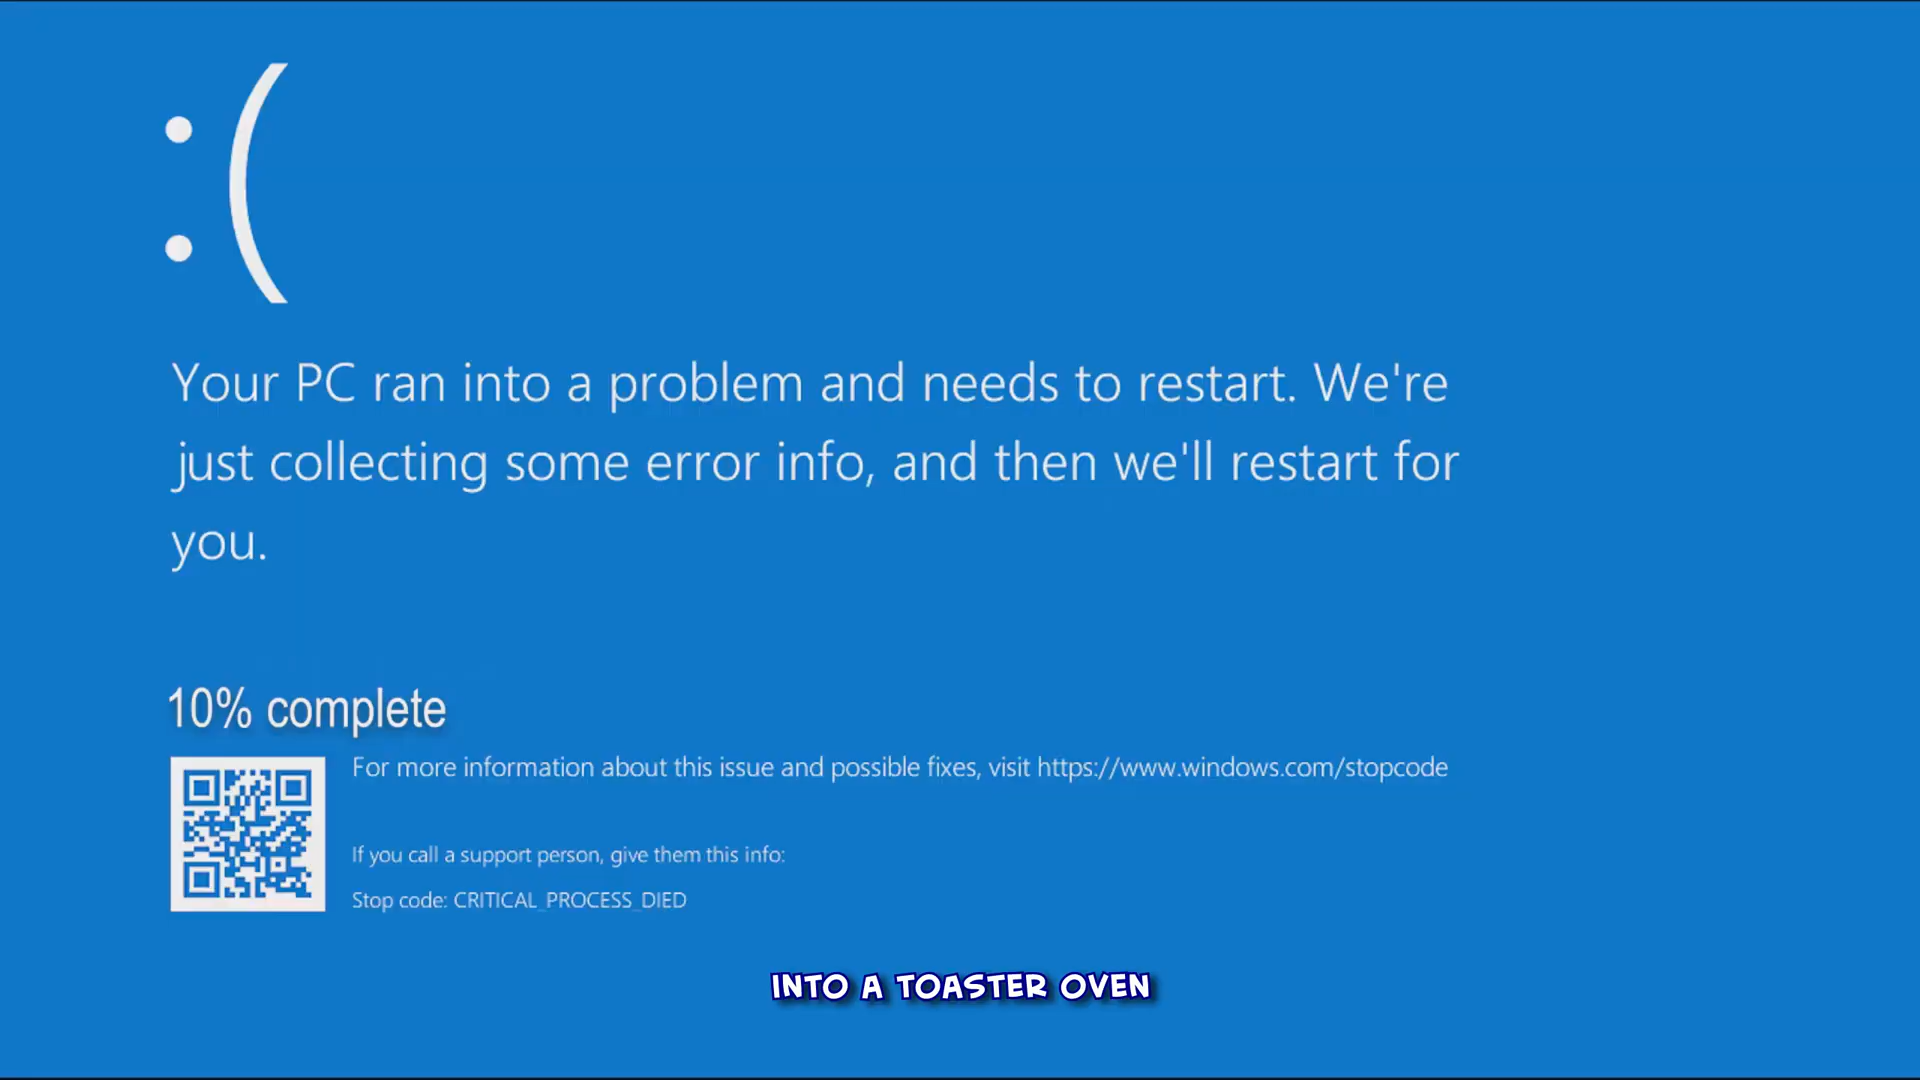 :(
Your PC ran into a problem and needs to restart. We're
just collecting some error info, and then we'll restart for
you.
10% complete
For more information about this issue and possible fixes, visit https://www.windows.com/stopcode
If you call a support person, give them this info:
Stop code: CRITICAL_PROCESS_DIED
INTO A TOASTER OVEN